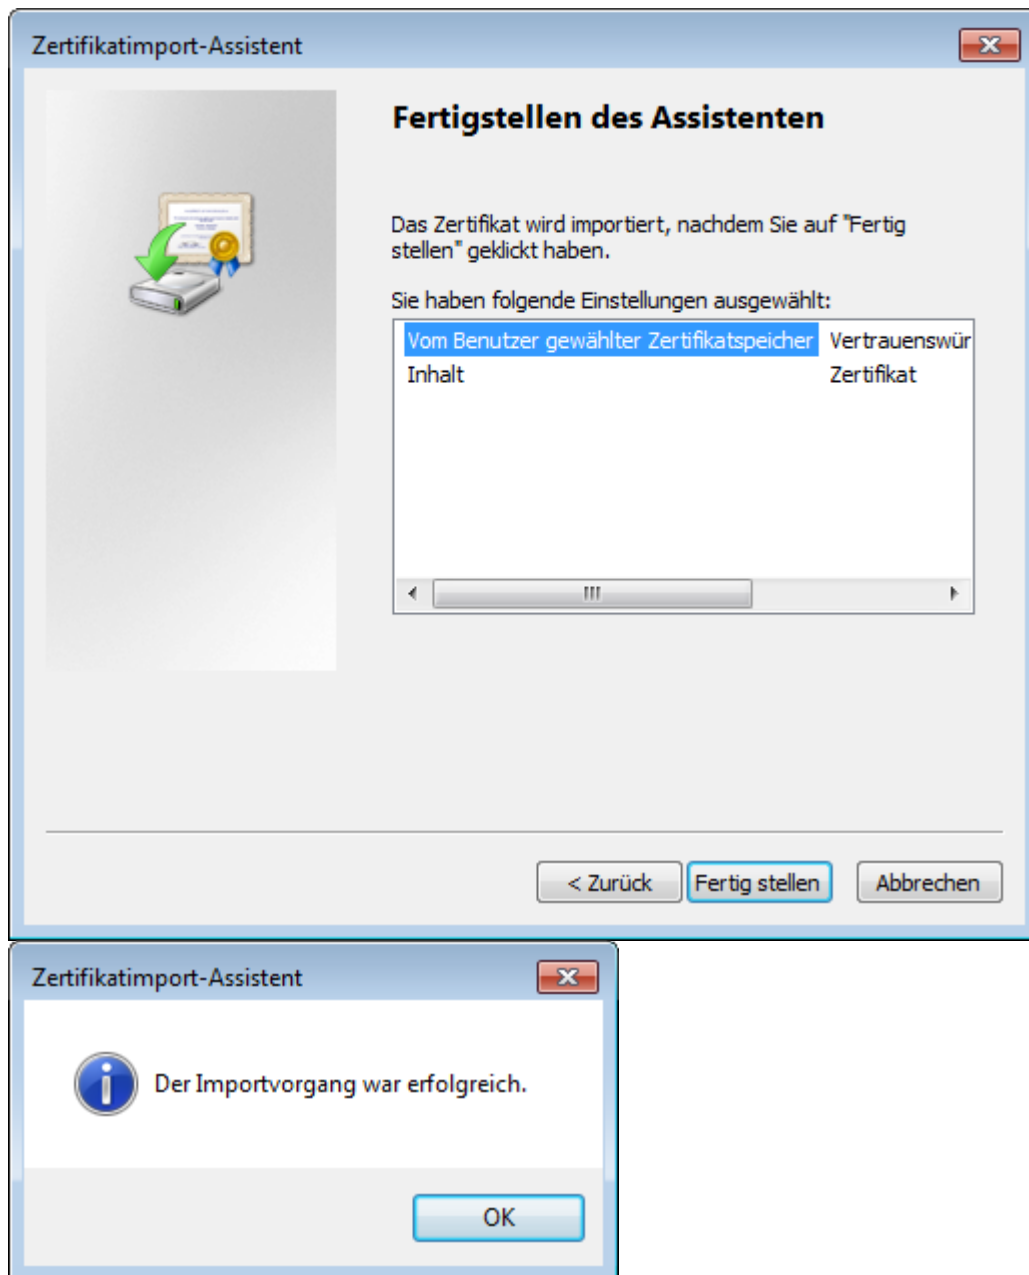 Zertifikatimport-Assistent
Fertigstellen des Assistenten
Das Zertifikat wird importiert, nachdem Sie auf "Fertig
stellen" geklickt haben.
Sie haben folgende Einstellungen ausgewählt:
Vom Benutzer gewählter Zertifikatspeicher Vertrauenswür
Inhalt Zertifikat
< Zurück Fertig stellen Abbrechen
Zertifikatimport-Assistent
Der Importvorgang war erfolgreich.
OK